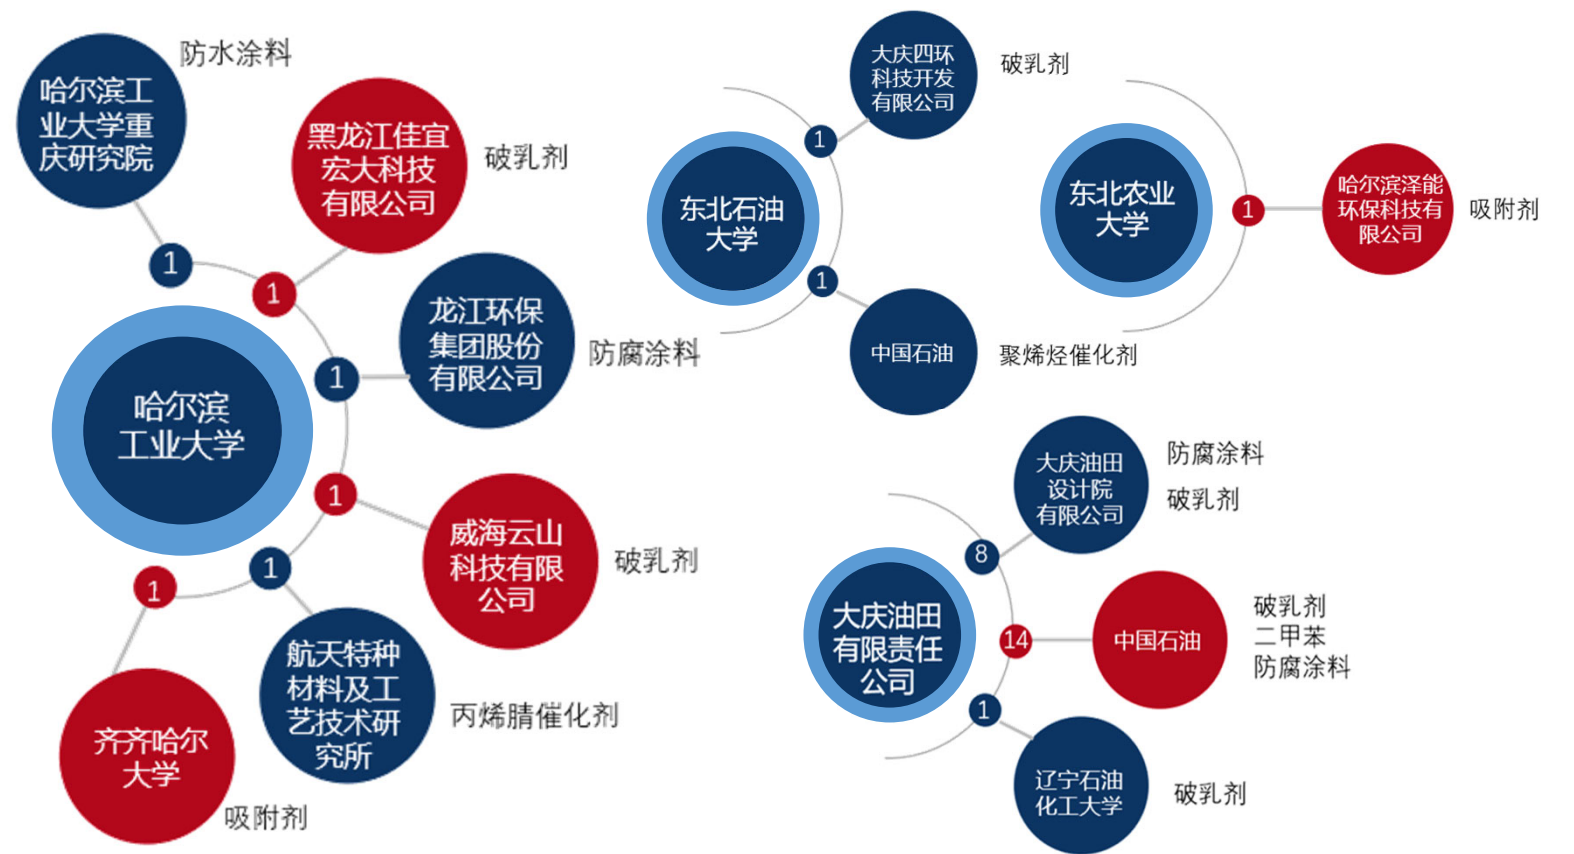 哈尔滨工
业大学重
庆研究院
防水涂料
1
黑龙江佳宜
宏大科技
有限公司
破乳剂
1
龙江环保
集团股份
有限公司
防腐涂料
1
哈尔滨
工业大学
威海云山
科技有限
公司
破乳剂
1
航天特种
材料及工
艺技术研
究所
丙烯腈催化剂
1
齐齐哈尔
大学
吸附剂
1
东北石油
大学
大庆四环
科技开发
有限公司
破乳剂
1
中国石油
聚烯烃催化剂
1
东北农业
大学
1
哈尔滨泽能
环保科技有
限公司
吸附剂
大庆油田
有限责任
公司
8
大庆油田
设计院
有限公司
防腐涂料
破乳剂
14
中国石油
破乳剂
二甲苯
防腐涂料
1
辽宁石油
化工大学
破乳剂